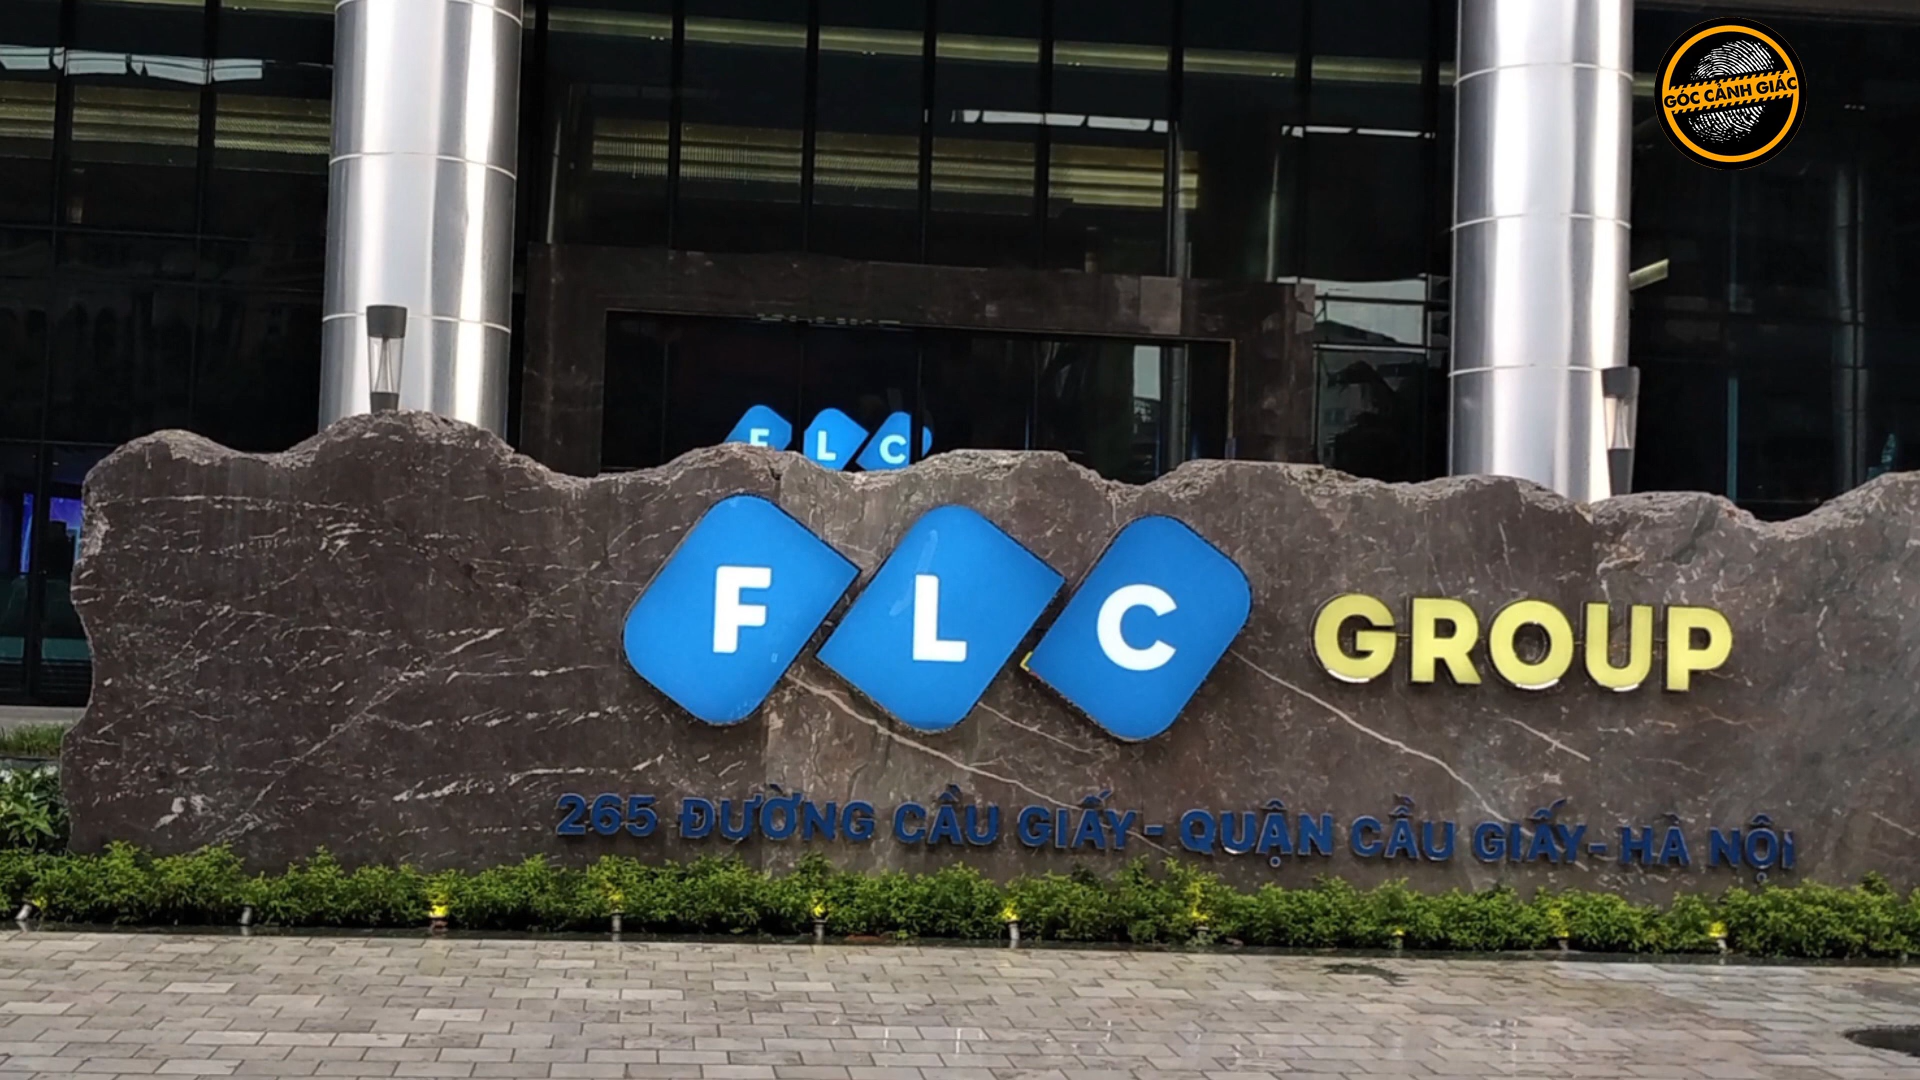 GÓC CẢNH GIÁC
FLC
FLC GROUP
265 ĐƯỜNG CẦU GIẤY - QUẬN CẦU GIẤY - HÀ NỘI